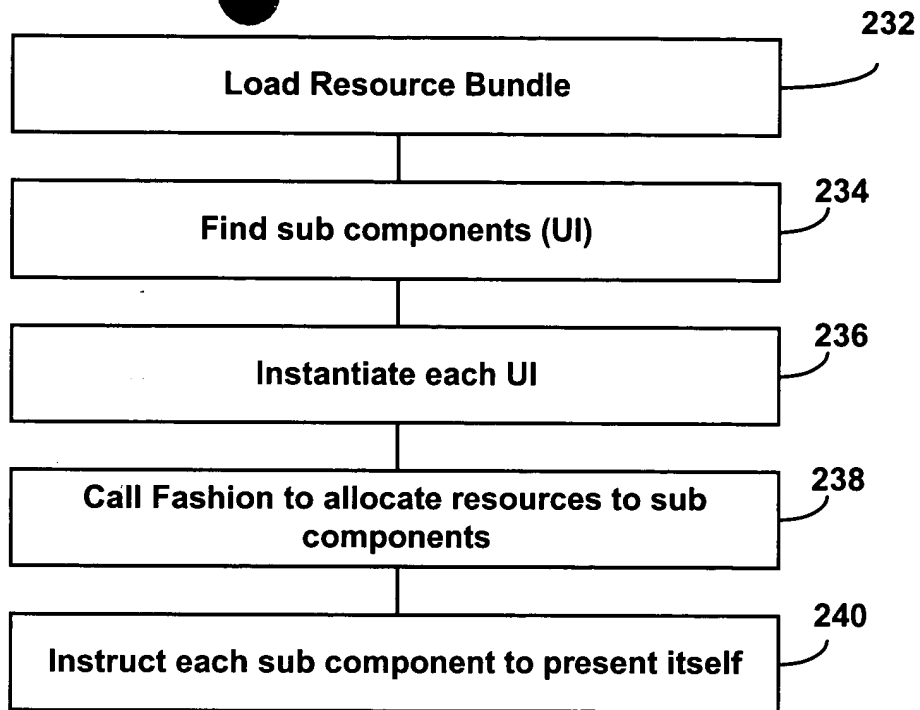 232
Load Resource Bundle
234
Find sub components (UI)
236
Instantiate each UI
238
Call Fashion to allocate resources to sub
components
240
Instruct each sub component to present itself